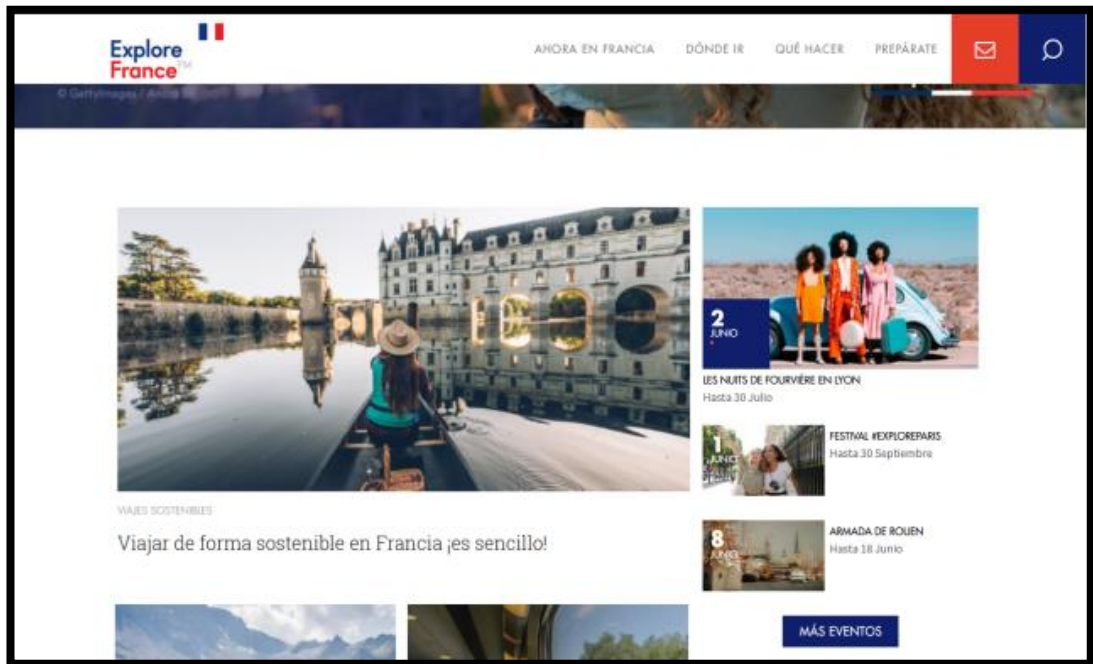 Explore
France™
AHORA EN FRANCIA
DÓNDE IR
QUÉ HACER
PREPÁRATE
© GettyImages /
2
JUNIO
LES NUITS DE FOURVIÈRE EN LYON
Hasta 30 Julio
1
JUNIO
FESTIVAL #EXPLOREPARIS
Hasta 30 Septiembre
8
JUNIO
ARMADA DE ROUEN
Hasta 18 Junio
MÁS EVENTOS
VIAJES SOSTENIBLES
Viajar de forma sostenible en Francia ¡es sencillo!